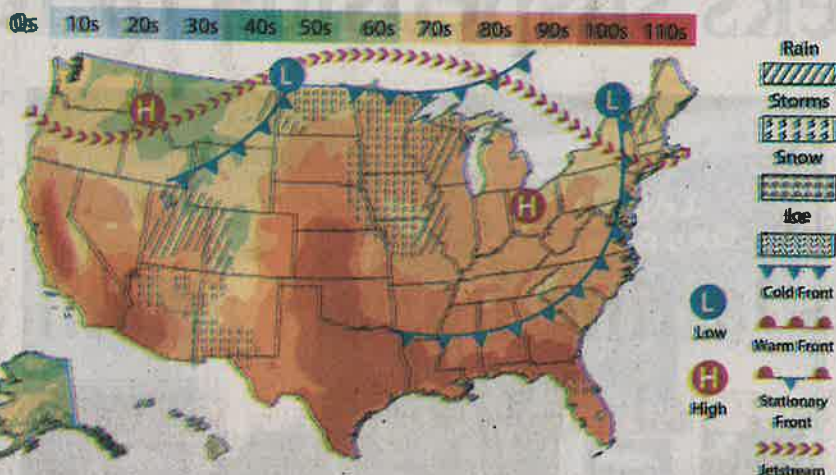 0s 10s 20s 30s 40s 50s 60s 70s 80s 90s 100s 110s
L
H
L
H
Rain
Storms
Snow
Ice
Cold Front
L
Low
Warm Front
H
High
Stationary
Front
Jetstream